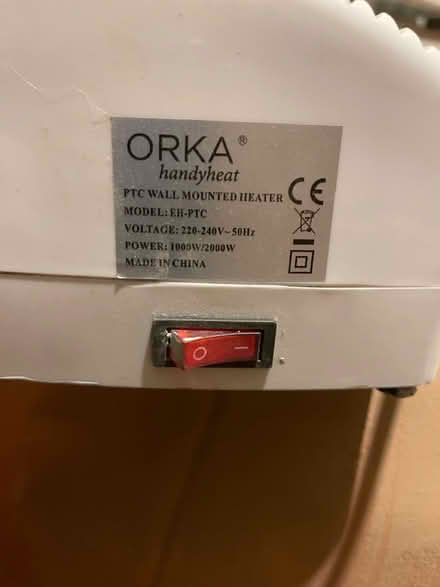 ORKA®
handyheat
PTC WALL MOUNTED HEATER
MODEL: EH-PTC
VOLTAGE: 220-240V~50Hz
POWER: 1000W/2000W
MADE IN CHINA
CE
O —